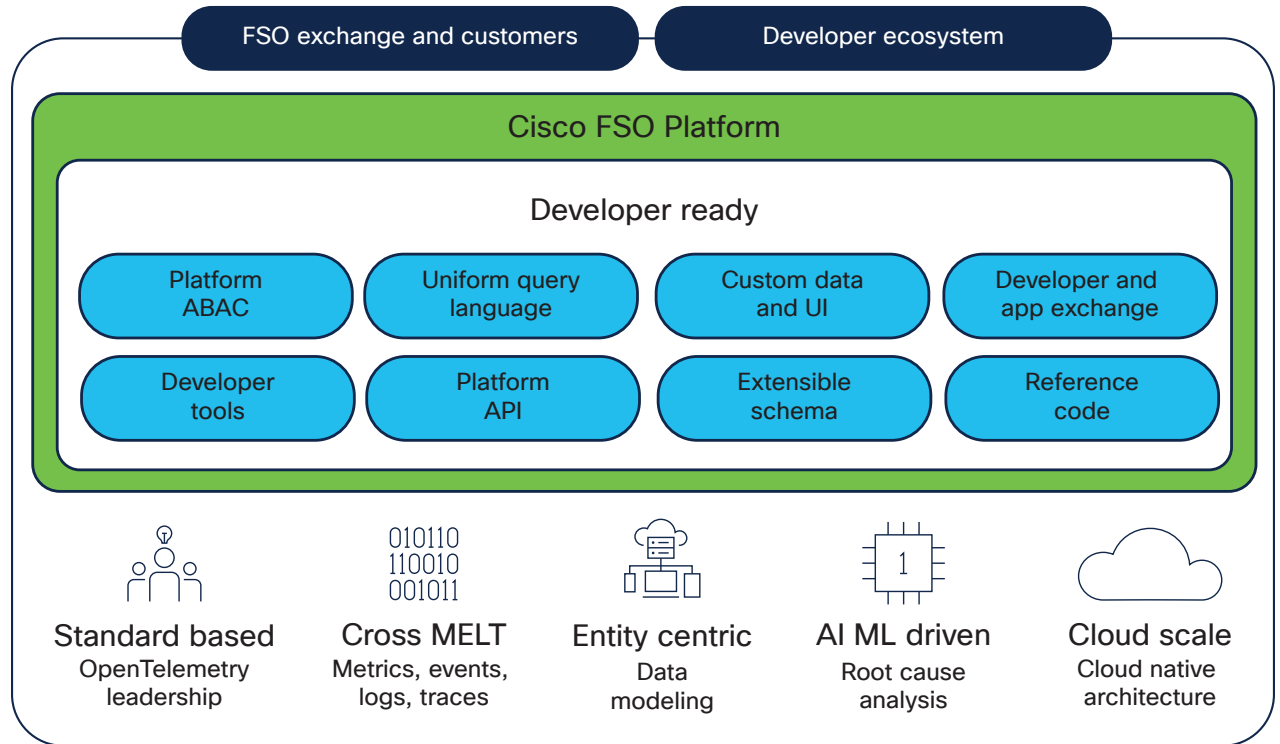 FSO exchange and customers
Developer ecosystem
Cisco FSO Platform
Developer ready
Platform
ABAC
Uniform query
language
Custom data
and UI
Developer and
app exchange
Developer
tools
Platform
API
Extensible
schema
Reference
code
010110
110010
001011
1
Standard based
OpenTelemetry
leadership
Cross MELT
Metrics, events,
logs, traces
Entity centric
Data
modeling
AI ML driven
Root cause
analysis
Cloud scale
Cloud native
architecture